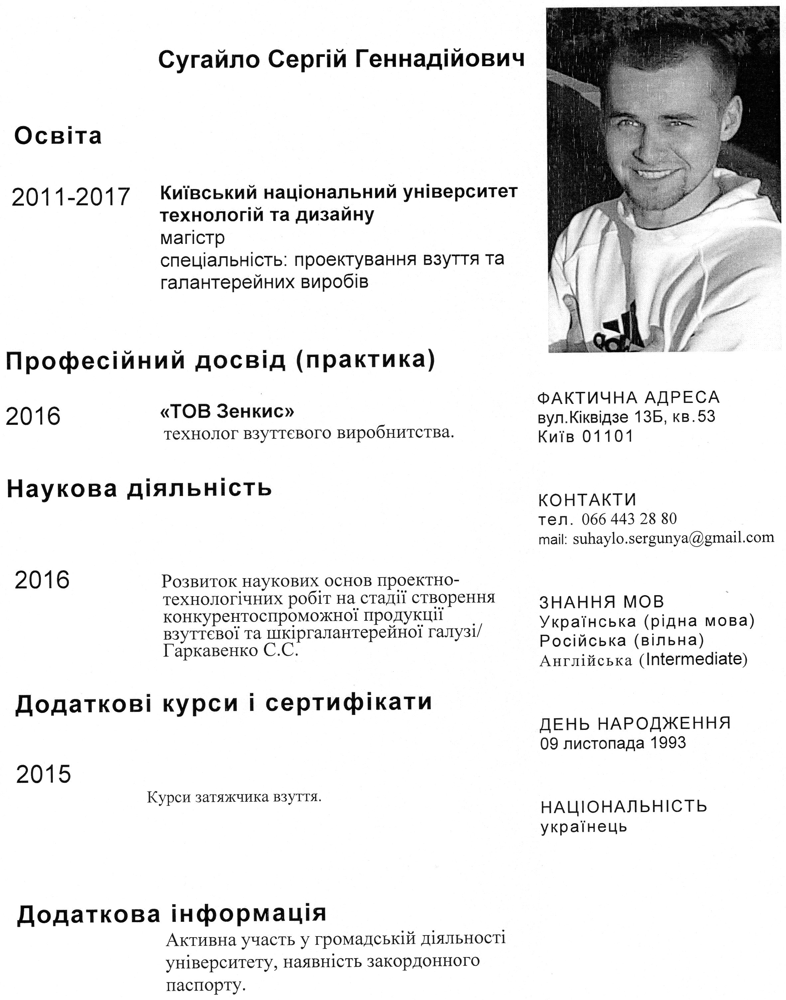 Сугайло Сергій Геннадійович
Освіта
2011-2017
Київський національний університет
технологій та дизайну
магістр
спеціальність: проектування взуття та
галантерейних виробів
Професійний досвід (практика)
2016
«ТОВ Зенкис»
технолог взуттєвого виробнитства.
Наукова діяльність
2016
Розвиток наукових основ проектно-
технологічних робіт на стадії створення
конкурентоспроможної продукції
взуттєвої та шкіргалантерейної галузі/
Гаркавенко С.С.
Додаткові курси і сертифікати
2015
Курси затяжчика взуття.
Додаткова інформація
Активна участь у громадській діяльності
університету, наявність закордонного
паспорту.
ФАКТИЧНА АДРЕСА
вул.Кіквідзе 13Б, кв.53
Київ 01101
КОНТАКТИ
тел. 066 443 28 80
mail: suhaylo.sergunya@gmail.com
ЗНАННЯ МОВ
Українська (рідна мова)
Російська (вільна)
Англійська (Intermediate)
ДЕНЬ НАРОДЖЕННЯ
09 листопада 1993
НАЦІОНАЛЬНІСТЬ
українець